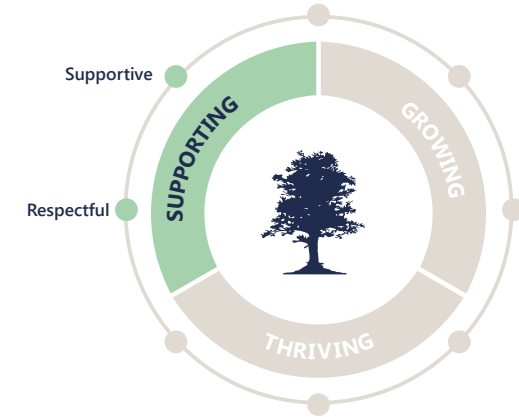 Supportive
SUPPORTING
GROWING
Respectful
THRIVING